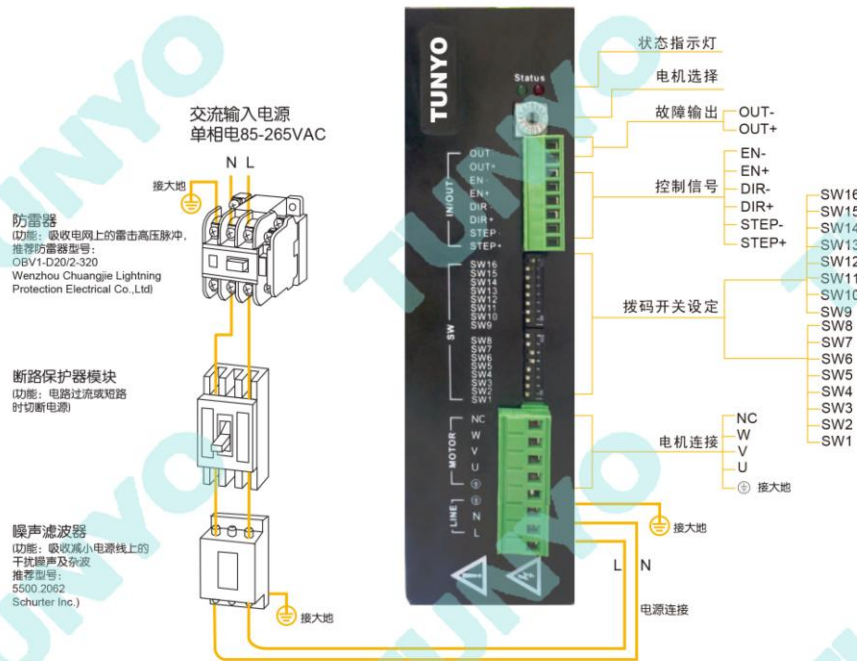 TUNYO
交流输入电源
单相电85-265VAC
N L
接大地
防雷器
(功能：吸收电网上的雷击高压脉冲，
推荐防雷器型号：
OBV1-D20/2-320
Wenzhou Chuangjie Lightning
Protection Electrical Co.,Ltd)
断路保护器模块
(功能：电路过流或短路
时切断电源)
噪声滤波器
(功能：吸收减小电源线上的
干扰噪声及杂波
推荐型号：
5500.2062
Schurter Inc.)
接大地
TUNYO
Status
IN/OUT
OUT-
OUT+
EN-
EN+
DIR-
DIR+
STEP-
STEP+
SW
SW16
SW15
SW14
SW13
SW12
SW11
SW10
SW9
SW8
SW7
SW6
SW5
SW4
SW3
SW2
SW1
MOTOR
NC
W
V
U
LINE
N
L
状态指示灯
电机选择
故障输出
OUT-
OUT+
控制信号
EN-
EN+
DIR-
DIR+
STEP-
STEP+
拨码开关设定
SW16
SW15
SW14
SW13
SW12
SW11
SW10
SW9
SW8
SW7
SW6
SW5
SW4
SW3
SW2
SW1
电机连接
NC
W
V
U
接大地
接大地
L N
电源连接